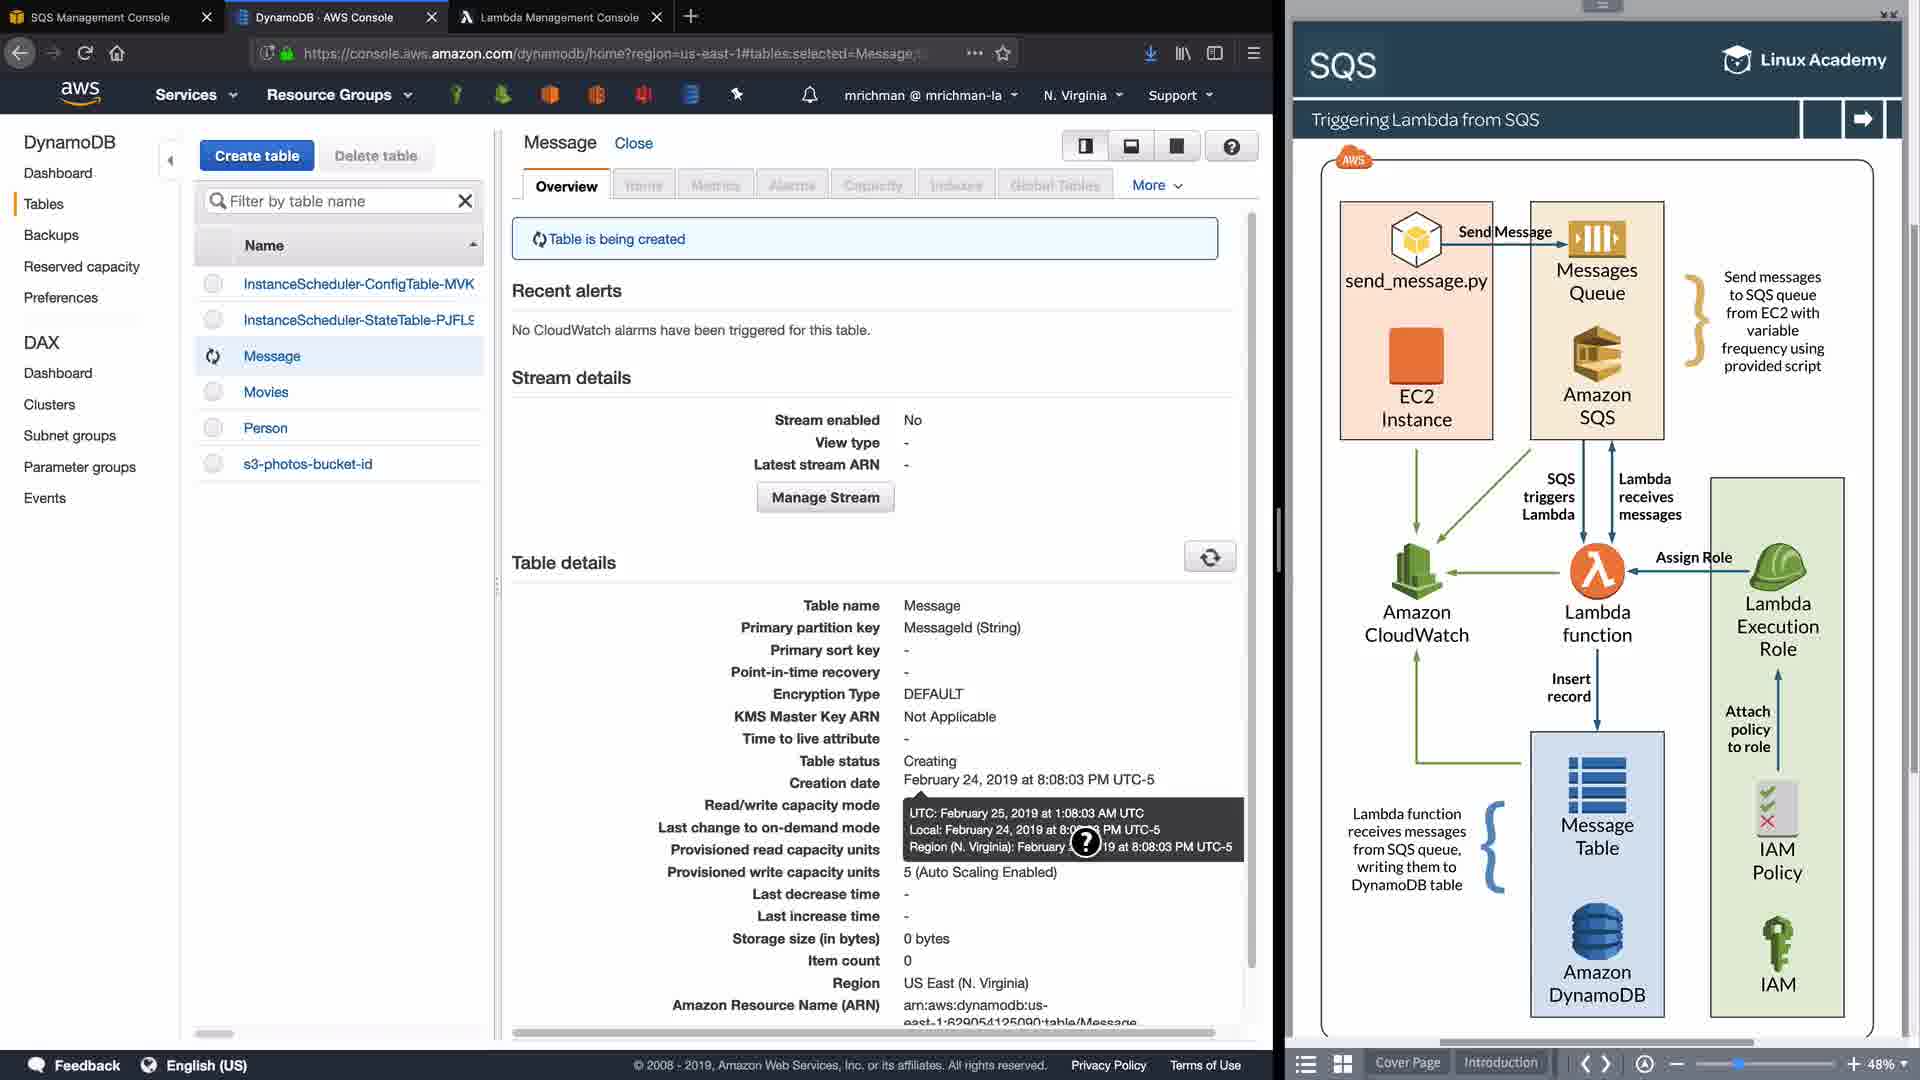 SQS Management Console
DynamoDB · AWS Console
Lambda Management Console
https://console.aws.amazon.com/dynamodb/home?region=us-east-1#tables:selected=Message;
aws
Services
Resource Groups
mrichman @ mrichman-la
N. Virginia
Support
DynamoDB
Dashboard
Tables
Backups
Reserved capacity
Preferences
DAX
Dashboard
Clusters
Subnet groups
Parameter groups
Events
Create table
Delete table
Filter by table name
Name
InstanceScheduler-ConfigTable-MVK
InstanceScheduler-StateTable-PJFL9
Message
Movies
Person
s3-photos-bucket-id
Message
Close
Overview
Items
Metrics
Alarms
Capacity
Indexes
Global Tables
More
Table is being created
Recent alerts
No CloudWatch alarms have been triggered for this table.
Stream details
Stream enabled No
View type -
Latest stream ARN -
Manage Stream
Table details
Table name Message
Primary partition key MessageId (String)
Primary sort key -
Point-in-time recovery -
Encryption Type DEFAULT
KMS Master Key ARN Not Applicable
Time to live attribute -
Table status Creating
Creation date February 24, 2019 at 8:08:03 PM UTC-5
Read/write capacity mode
Last change to on-demand mode
Provisioned read capacity units
UTC: February 25, 2019 at 1:08:03 AM UTC
Local: February 24, 2019 at PM UTC-5
Region (N. Virginia): February at 8:08:03 PM UTC-5
Provisioned write capacity units 5 (Auto Scaling Enabled)
Last decrease time -
Last increase time -
Storage size (in bytes) 0 bytes
Item count 0
Region US East (N. Virginia)
Amazon Resource Name (ARN) arn:aws:dynamodb:us-
east-1:629054125090:table/Message
Feedback
English (US)
© 2008 - 2019, Amazon Web Services, Inc. or its affiliates. All rights reserved.
Privacy Policy
Terms of Use
SQS
Linux Academy
Triggering Lambda from SQS
AWS
Send Message
send_message.py
EC2
Instance
Messages
Queue
Amazon
SQS
Send messages
to SQS queue
from EC2 with
variable
frequency using
provided script
SQS
triggers
Lambda
Lambda
receives
messages
Assign Role
Amazon
CloudWatch
Lambda
function
Lambda
Execution
Role
Insert
record
Attach
policy
to role
Lambda function
receives messages
from SQS queue,
writing them to
DynamoDB table
Message
Table
Amazon
DynamoDB
IAM
Policy
IAM
Cover Page
Introduction
48%